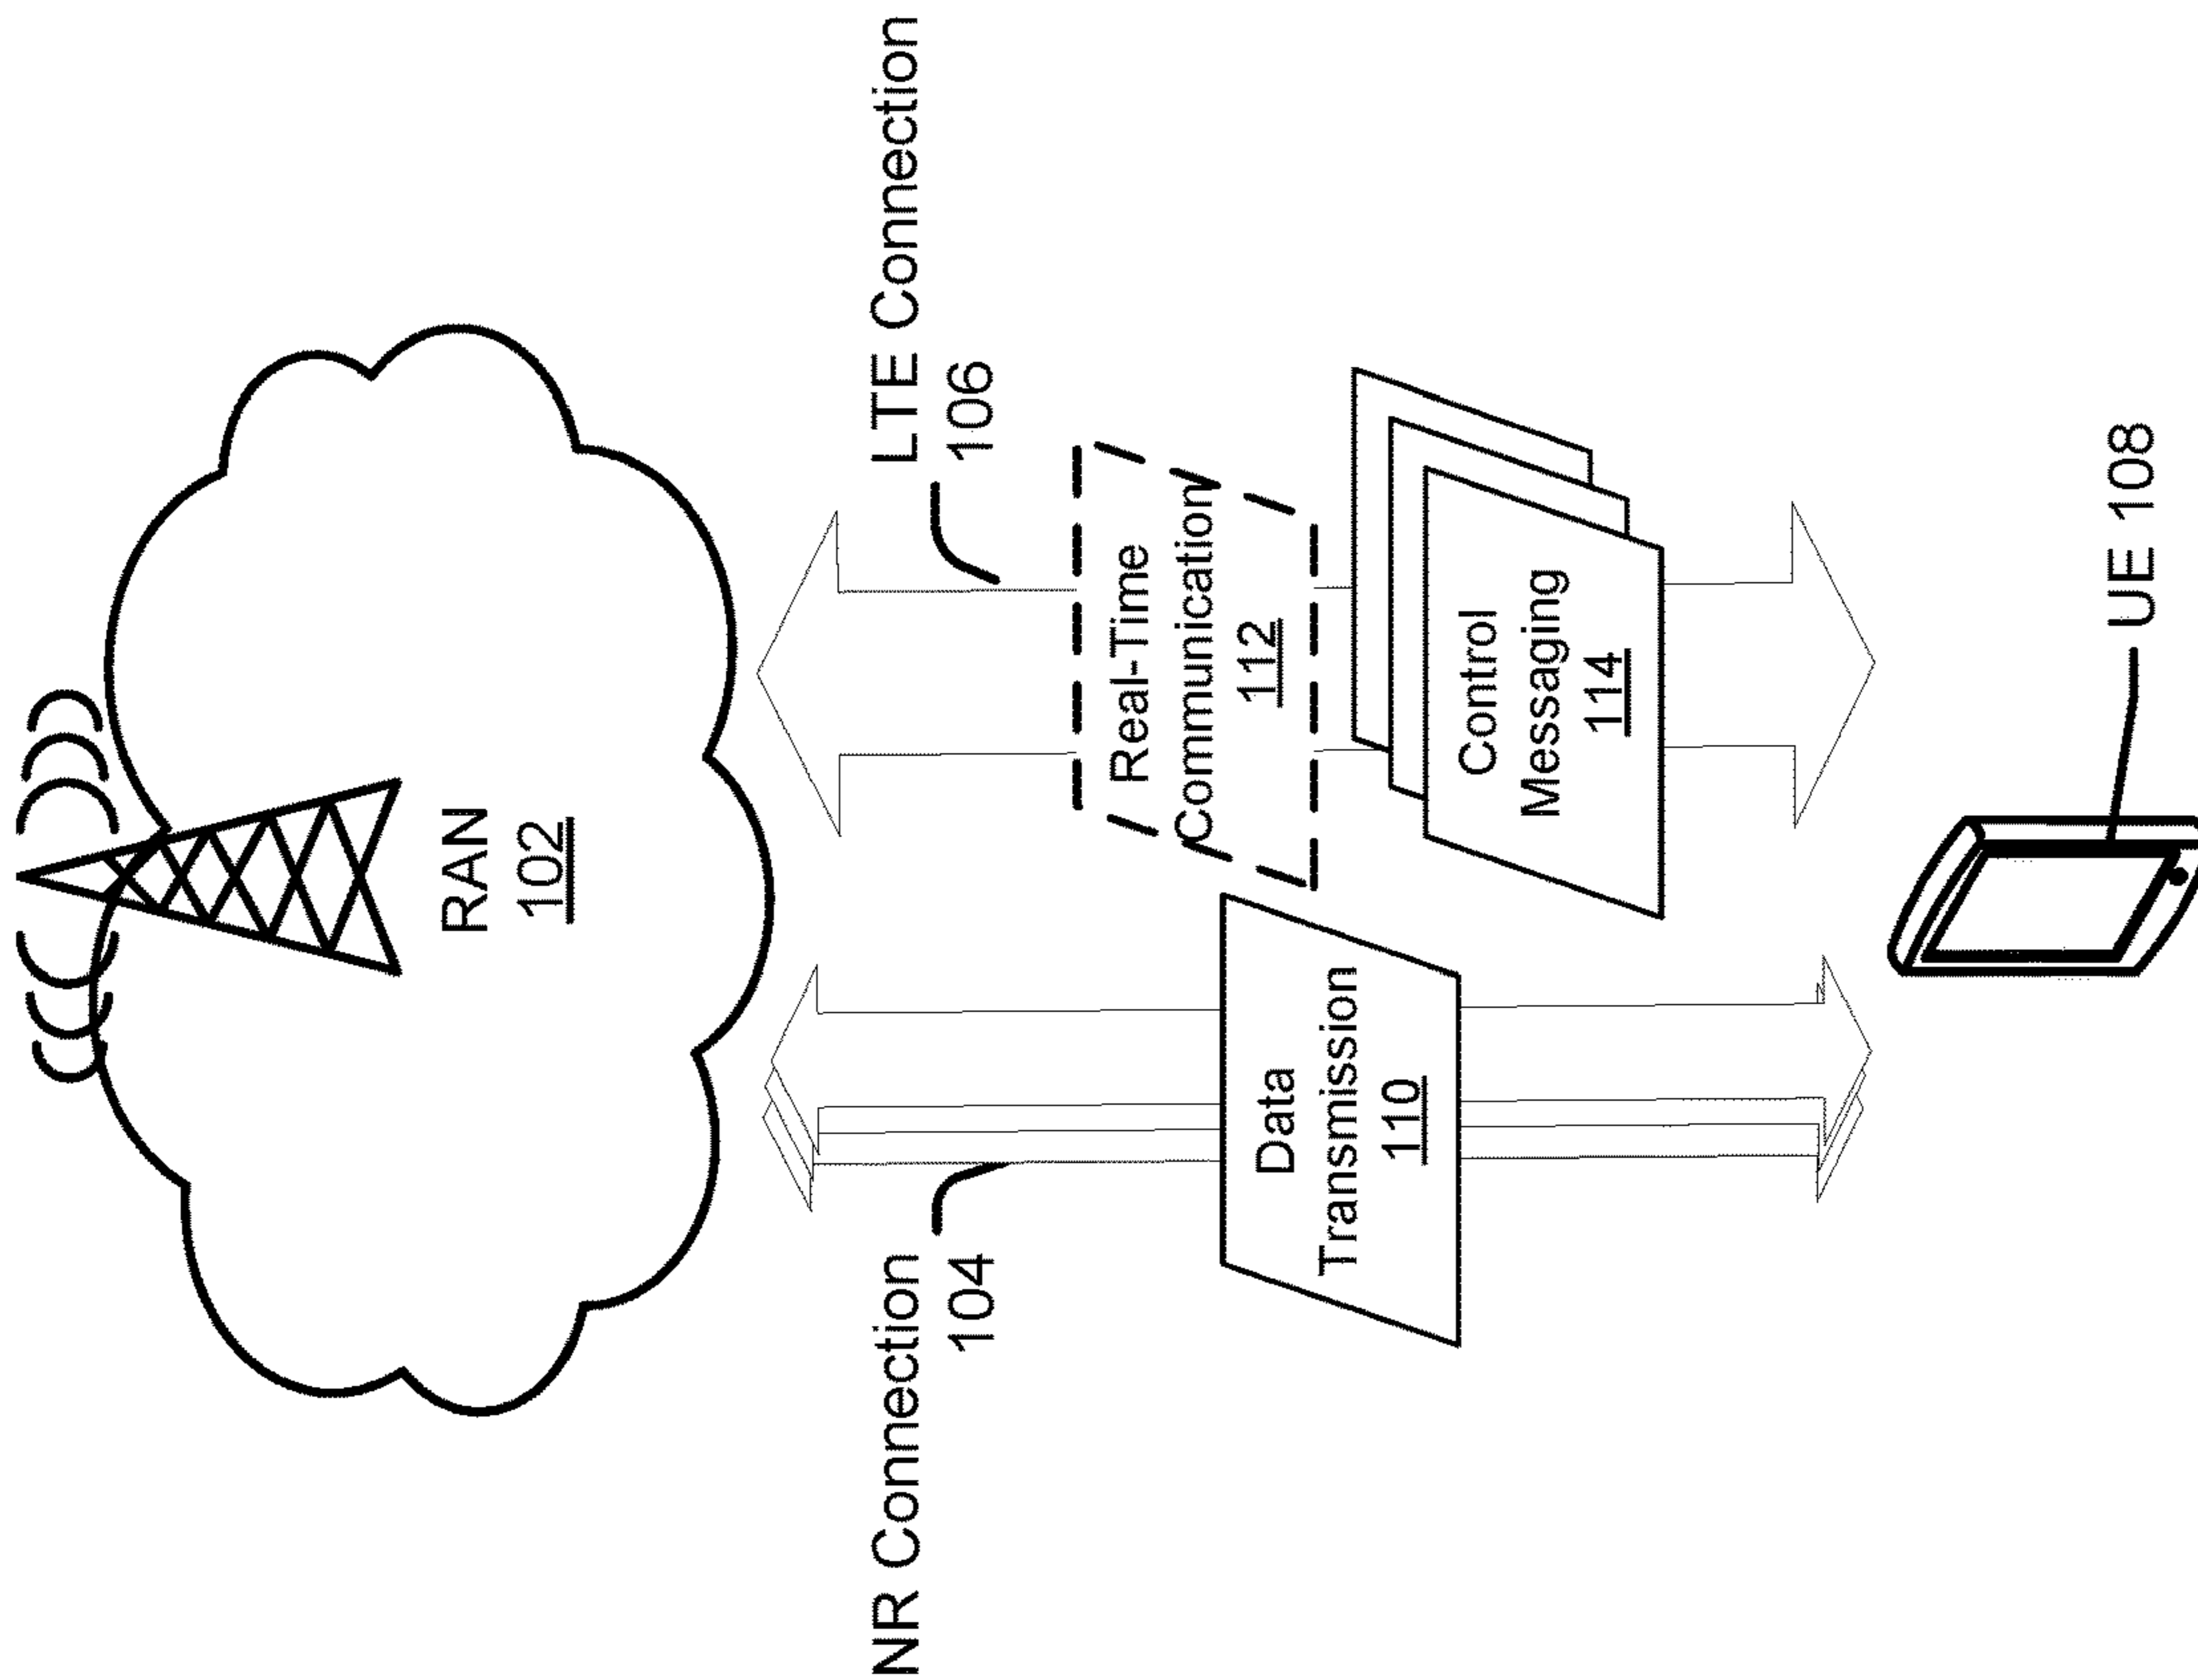 RAN
102
NR Connection
104
LTE Connection
106
Data
Transmission
110
Real-Time
Communication
112
Control
Messaging
114
UE 108